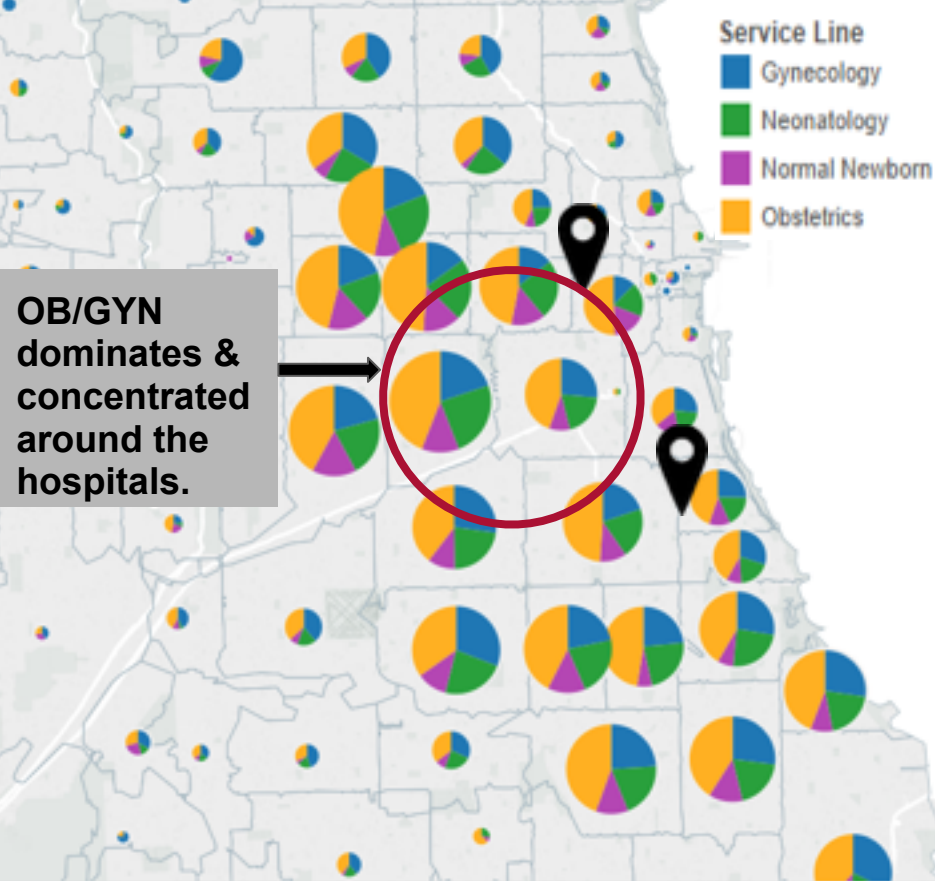 Service Line
Gynecology
Neonatology
Normal Newborn
Obstetrics
OB/GYN
dominates &
concentrated
around the
hospitals.